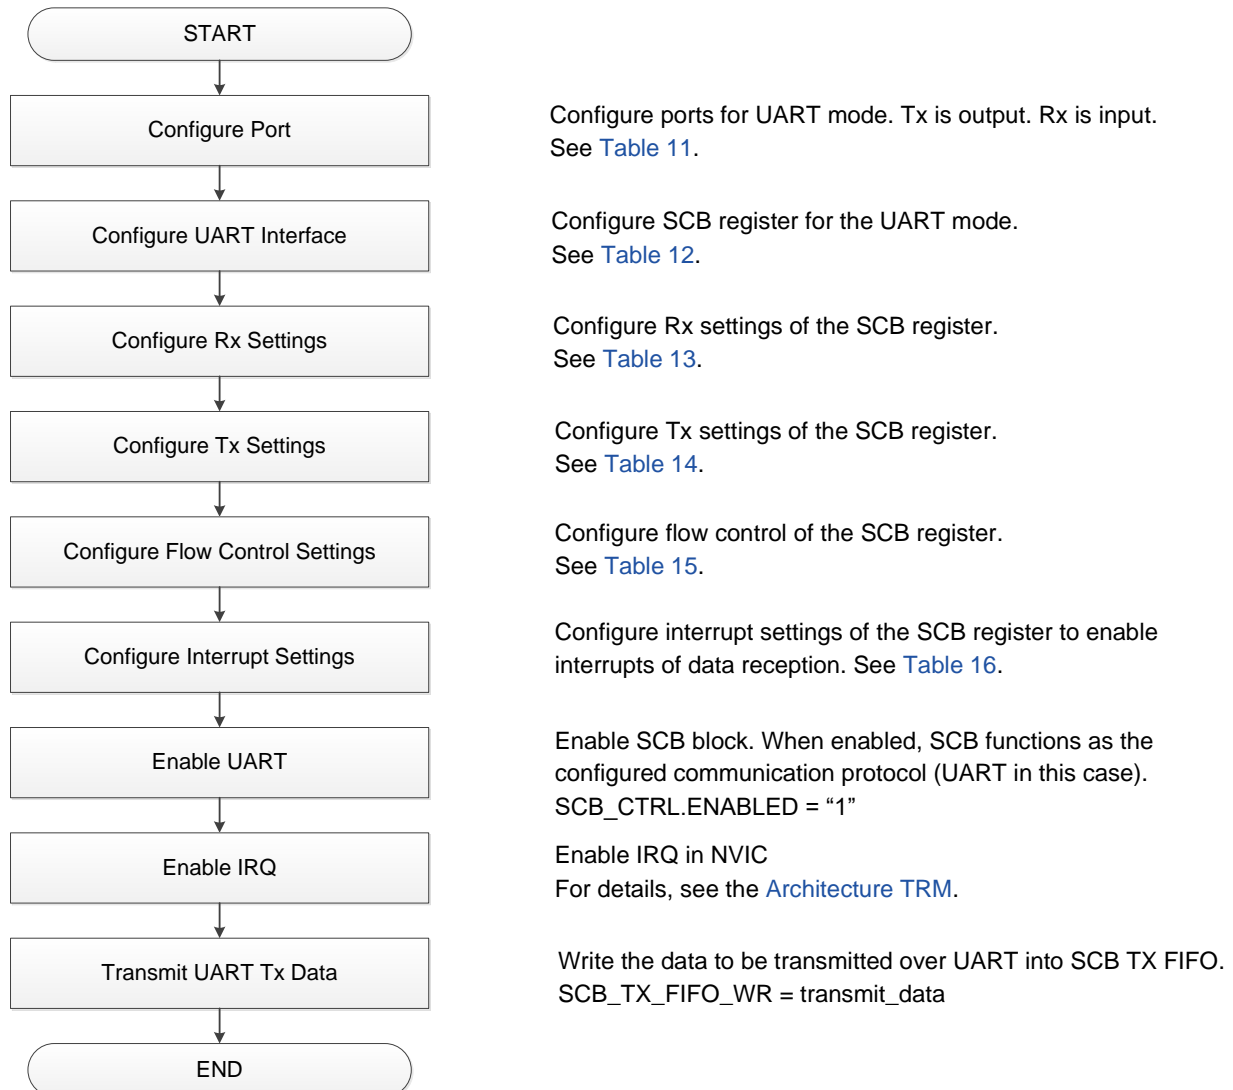 START
Configure Port
Configure ports for UART mode. Tx is output. Rx is input.
See Table 11.
Configure UART Interface
Configure SCB register for the UART mode.
See Table 12.
Configure Rx Settings
Configure Rx settings of the SCB register.
See Table 13.
Configure Tx Settings
Configure Tx settings of the SCB register.
See Table 14.
Configure Flow Control Settings
Configure flow control of the SCB register.
See Table 15.
Configure Interrupt Settings
Configure interrupt settings of the SCB register to enable
interrupts of data reception. See Table 16.
Enable UART
Enable SCB block. When enabled, SCB functions as the
configured communication protocol (UART in this case).
SCB_CTRL.ENABLED = “1”
Enable IRQ
Enable IRQ in NVIC
For details, see the Architecture TRM.
Transmit UART Tx Data
Write the data to be transmitted over UART into SCB TX FIFO.
SCB_TX_FIFO_WR = transmit_data
END